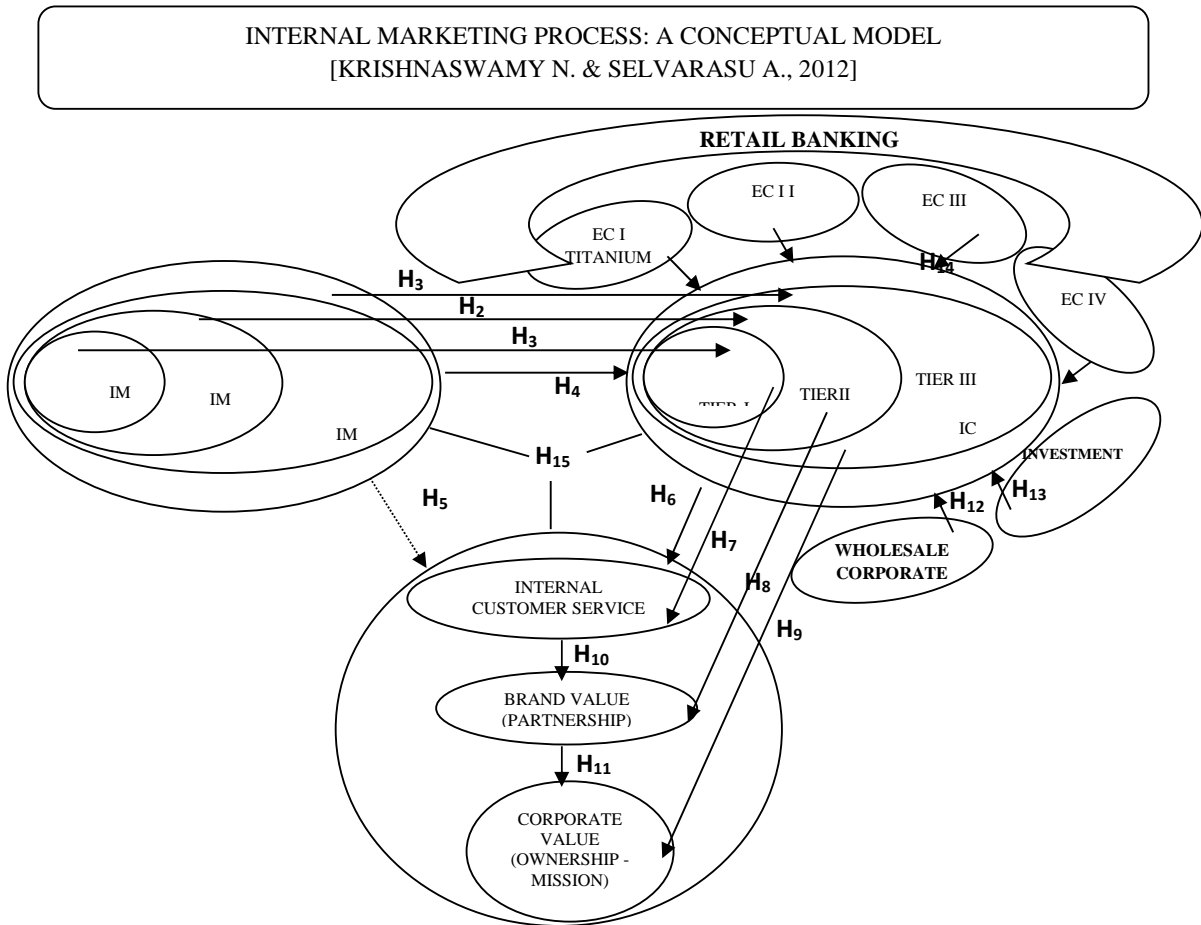 INTERNAL MARKETING PROCESS: A CONCEPTUAL MODEL
[KRISHNASWAMY N. & SELVARASU A., 2012]
RETAIL BANKING
EC I I
EC III
EC I
TITANIUM
H14
EC IV
H3
H2
H3
H4
IM
IM
IM
TIER I
TIERII
TIER III
IC
H15
INVESTMENT
H5
H6
H12
H13
H7
WHOLESALE
CORPORATE
H8
INTERNAL
CUSTOMER SERVICE
H9
H10
BRAND VALUE
(PARTNERSHIP)
H11
CORPORATE
VALUE
(OWNERSHIP -
MISSION)